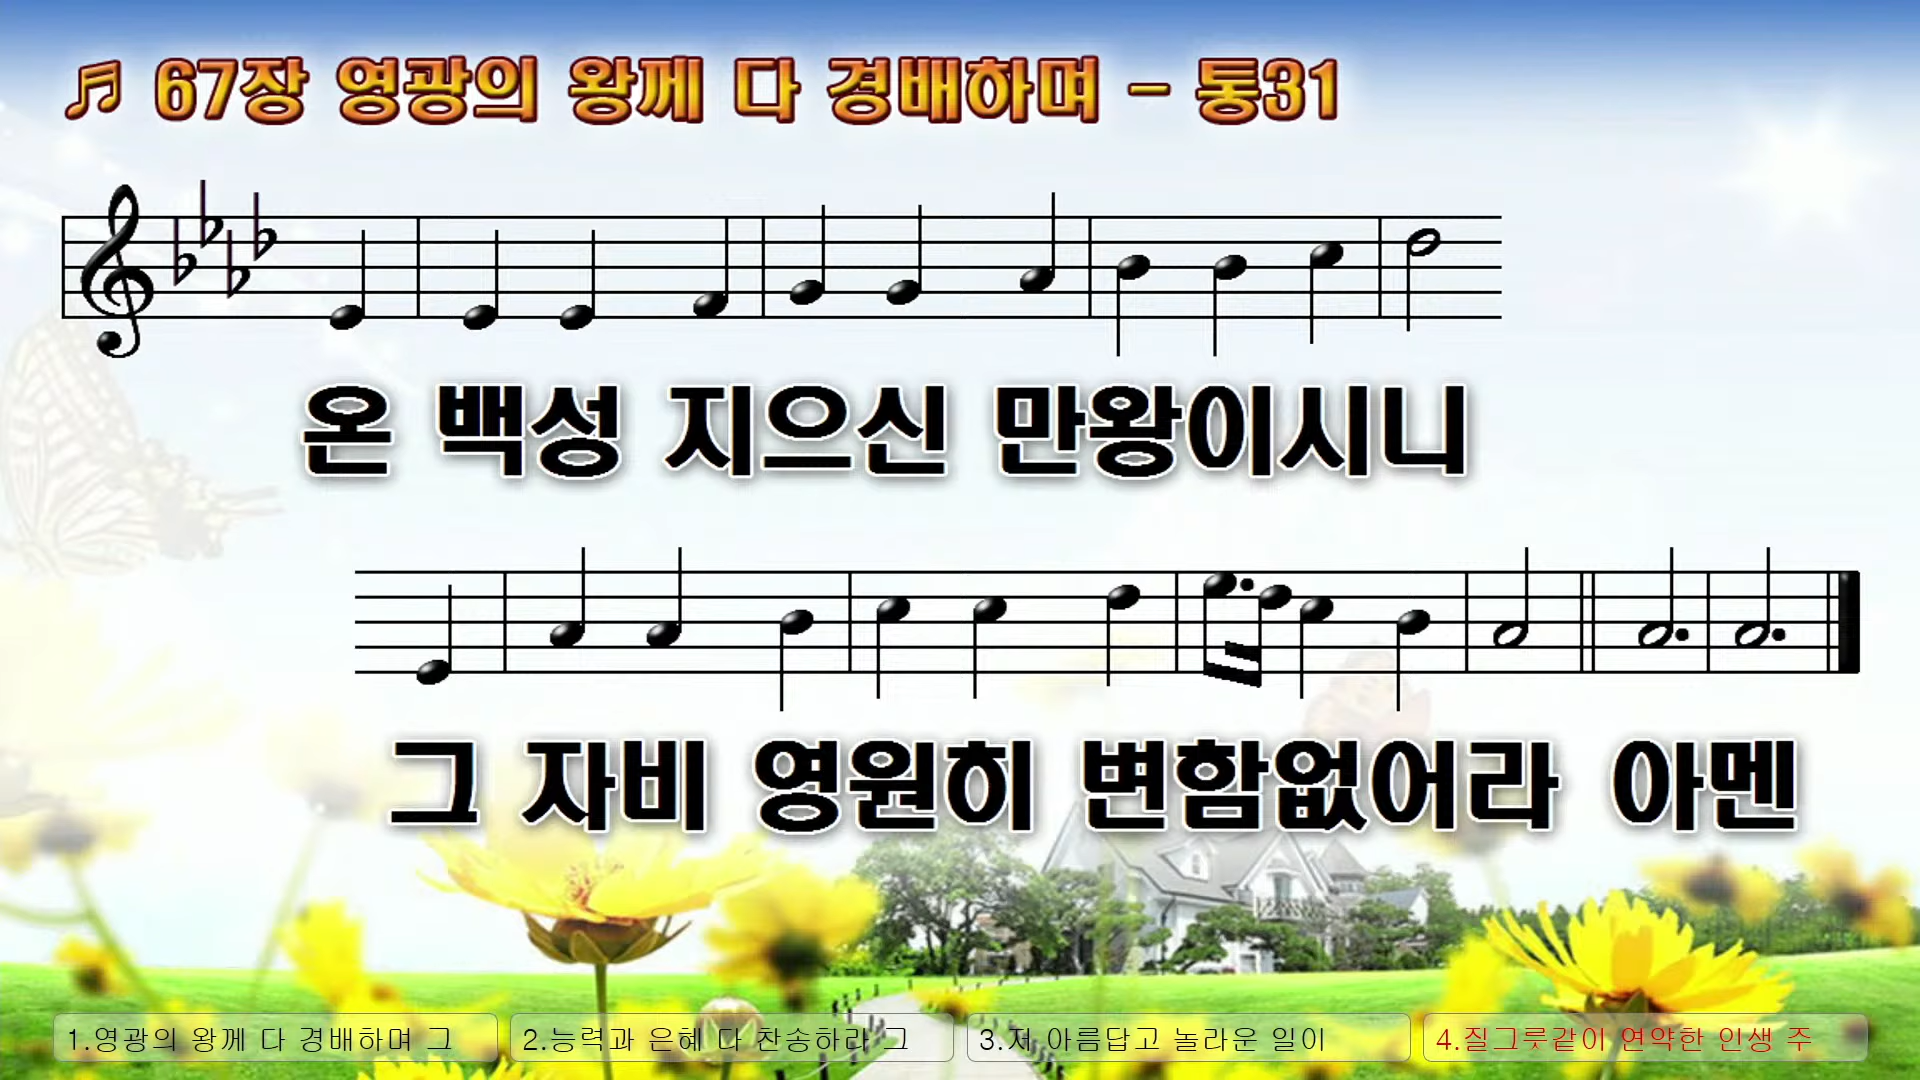 ♬ 67장 영광의 왕께 다 경배하며 - 통31
온 백성 지으신 만왕이시니
그 자비 영원히 변함없어라 아멘
1.영광의 왕께 다 경배하며 그
2.능력과 은혜 다 찬송하라 그
3.저 아름답고 놀라운 일이
4.질그릇같이 연약한 인생 주